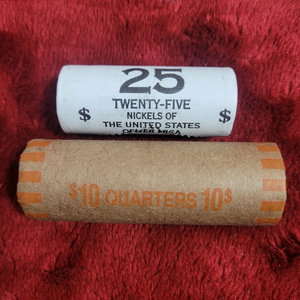 25
TWENTY-FIVE
$ NICKELS OF $
THE UNITED STATES
$10 QUARTERS 10$